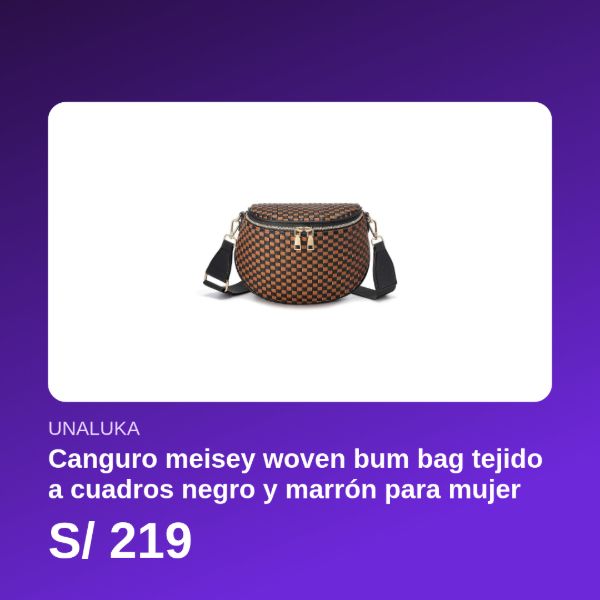 UNALUKA
Canguro meisey woven bum bag tejido
a cuadros negro y marrón para mujer
S/ 219